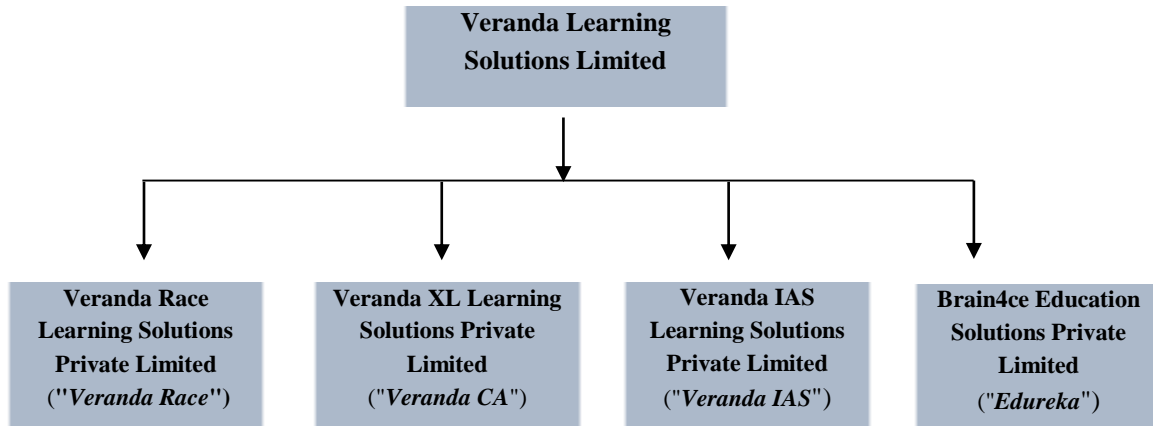 Veranda Learning
Solutions Limited
Veranda Race
Learning Solutions
Private Limited
("Veranda Race")
Veranda XL Learning
Solutions Private
Limited
("Veranda CA")
Veranda IAS
Learning Solutions
Private Limited
("Veranda IAS")
Brain4ce Education
Solutions Private
Limited
("Edureka")